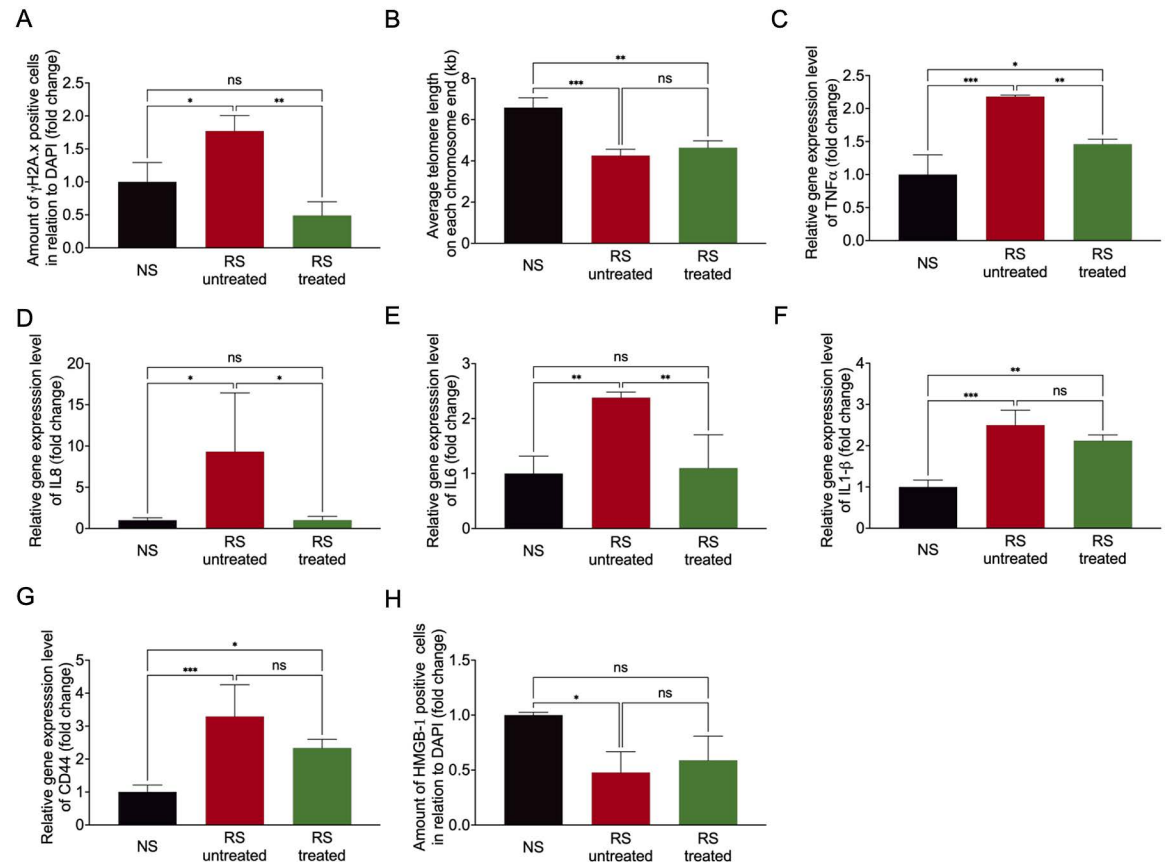 A
Amount of γH2A.x positive cells
in relation to DAPI (fold change)
2.5
2.0
1.5
1.0
0.5
0.0
ns
*
**
NS
RS
untreated
RS
treated
B
Average telomere length
on each chromosome end (kb)
8
6
4
2
0
**
***
ns
NS
RS
untreated
RS
treated
C
Relative gene expresssion level
of TNFα (fold change)
2.5
2.0
1.5
1.0
0.5
0.0
*
***
**
NS
RS
untreated
RS
treated
D
Relative gene expresssion level
of IL8 (fold change)
20
15
10
5
0
ns
*
*
NS
RS
untreated
RS
treated
E
Relative gene expresssion level
of IL6 (fold change)
3
2
1
0
ns
**
**
NS
RS
untreated
RS
treated
F
Relative gene expresssion level
of IL1-β (fold change)
4
3
2
1
0
**
***
ns
NS
RS
untreated
RS
treated
G
Relative gene expresssion level
of CD44 (fold change)
5
4
3
2
1
0
*
***
ns
NS
RS
untreated
RS
treated
H
Amount of HMGB-1 positive cells
in relation to DAPI (fold change)
1.5
1.0
0.5
0.0
ns
*
ns
NS
RS
untreated
RS
treated